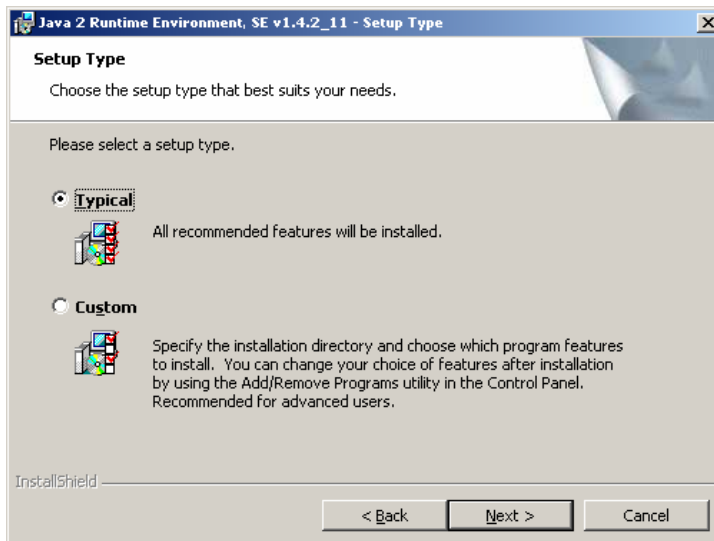 Java 2 Runtime Environment, SE v1.4.2_11 - Setup Type
Setup Type
Choose the setup type that best suits your needs.
Please select a setup type.
Typical
All recommended features will be installed.
Custom
Specify the installation directory and choose which program features
to install. You can change your choice of features after installation
by using the Add/Remove Programs utility in the Control Panel.
Recommended for advanced users.
InstallShield
< Back
Next >
Cancel